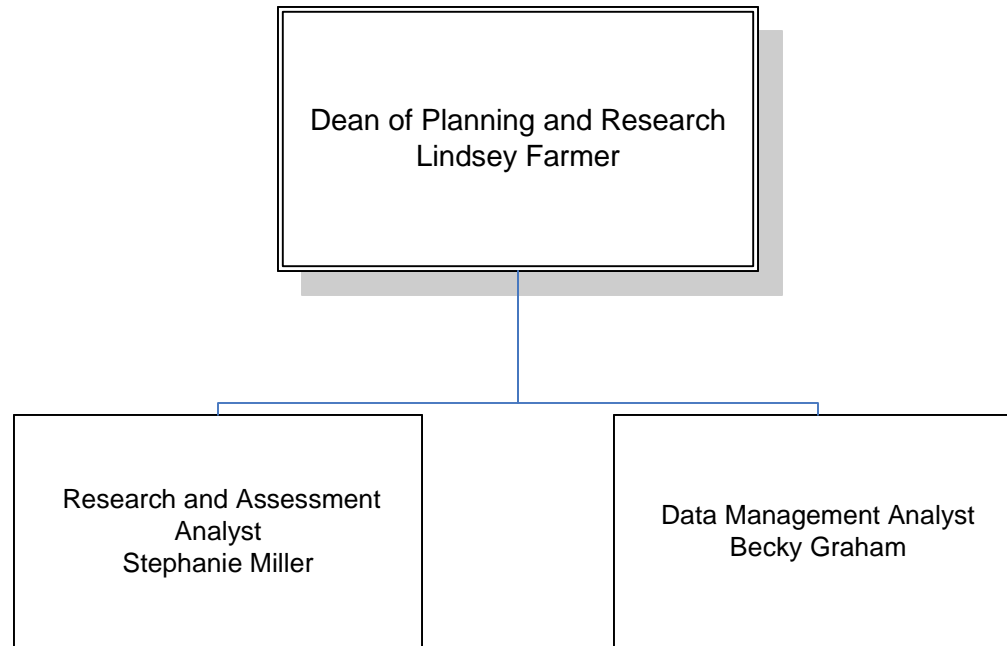 Dean of Planning and Research
Lindsey Farmer
Research and Assessment
Analyst
Stephanie Miller
Data Management Analyst
Becky Graham